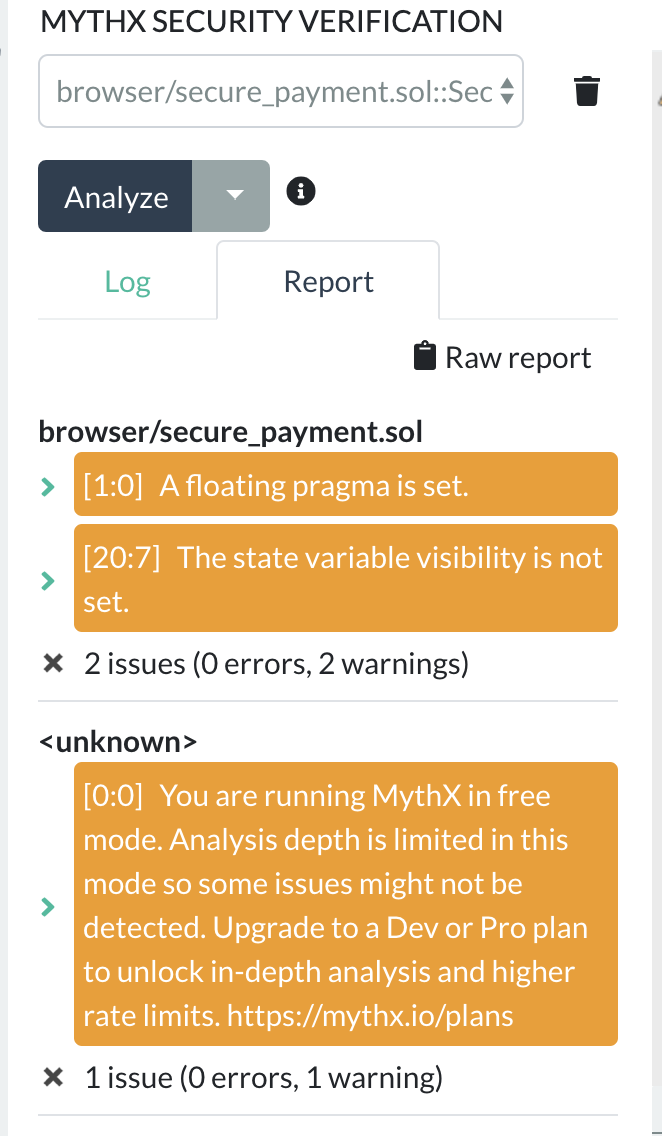 MYTHX SECURITY VERIFICATION
browser/secure_payment.sol::Sec
Analyze
Log
Report
Raw report
browser/secure_payment.sol
[1:0] A floating pragma is set.
[20:7] The state variable visibility is not
set.
2 issues (0 errors, 2 warnings)
<unknown>
[0:0] You are running MythX in free
mode. Analysis depth is limited in this
mode so some issues might not be
detected. Upgrade to a Dev or Pro plan
to unlock in-depth analysis and higher
rate limits. https://mythx.io/plans
1 issue (0 errors, 1 warning)